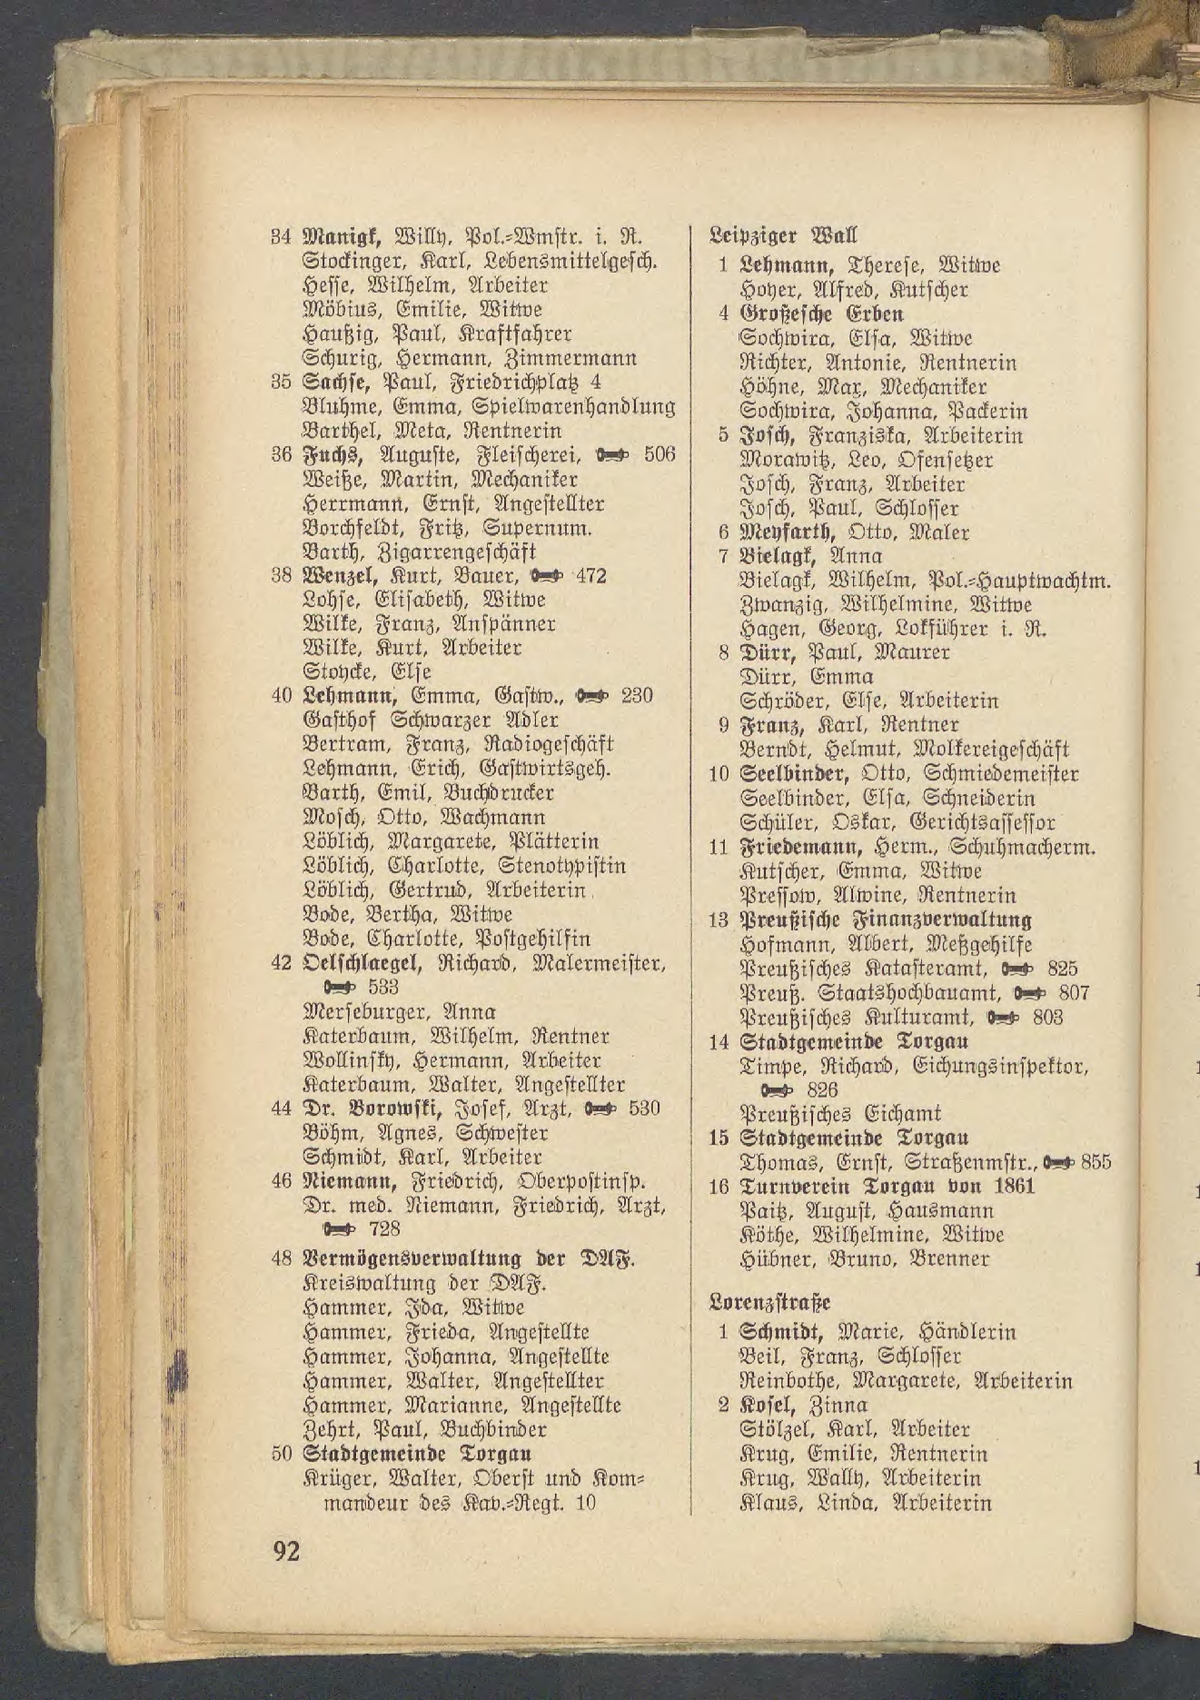 34 Manigk, Willy, Pol.=Wmstr. i. R.
Stockinger, Karl, Lebensmittelgesch.
Hesse, Wilhelm, Arbeiter
Möbius, Emilie, Witwe
Haußig, Paul, Kraftfahrer
Schurig, Hermann, Zimmermann
35 Sachse, Paul, Friedrichplatz 4
Bluhme, Emma, Spielwarenhandlung
Barthel, Meta, Rentnerin
36 Fuchs, Auguste, Fleischerei, 506
Weiße, Martin, Mechaniker
Herrmann, Ernst, Angestellter
Borchfeldt, Fritz, Supernum.
Barth, Zigarrengeschäft
38 Wenzel, Kurt, Bauer, 472
Lohse, Elisabeth, Witwe
Wilke, Franz, Anspänner
Wilke, Kurt, Arbeiter
Stoycke, Else
40 Lehmann, Emma, Gastw., 230
Gasthof Schwarzer Adler
Bertram, Franz, Radiogeschäft
Lehmann, Erich, Gastwirtsgeh.
Barth, Emil, Buchdrucker
Mosch, Otto, Wachmann
Löblich, Margarete, Plätterin
Löblich, Charlotte, Stenotypistin
Löblich, Gertrud, Arbeiterin
Bode, Bertha, Witwe
Bode, Charlotte, Postgehilfin
42 Oelschlaegel, Richard, Malermeister,
533
Merseburger, Anna
Katerbaum, Wilhelm, Rentner
Wollinsky, Hermann, Arbeiter
Katerbaum, Walter, Angestellter
44 Dr. Borowski, Josef, Arzt, 530
Böhm, Agnes, Schwester
Schmidt, Karl, Arbeiter
46 Niemann, Friedrich, Oberpostinsp.
Dr. med. Niemann, Friedrich, Arzt,
728
48 Vermögensverwaltung der DAF.
Kreiswaltung der DAF.
Hammer, Ida, Witwe
Hammer, Frieda, Angestellte
Hammer, Johanna, Angestellte
Hammer, Walter, Angestellter
Hammer, Marianne, Angestellte
Zehrt, Paul, Buchbinder
50 Stadtgemeinde Torgau
Krüger, Walter, Oberst und Kom=
mandeur des Kav.=Regt. 10
92
Leipziger Wall
1 Lehmann, Therese, Witwe
Hoyer, Alfred, Kutscher
4 Großesche Erben
Sochwira, Elsa, Witwe
Richter, Antonie, Rentnerin
Höhne, Max, Mechaniker
Sochwira, Johanna, Packerin
5 Josch, Franziska, Arbeiterin
Morawitz, Leo, Ofensetzer
Josch, Franz, Arbeiter
Josch, Paul, Schlosser
6 Meyfarth, Otto, Maler
7 Bielagk, Anna
Bielagk, Wilhelm, Pol.=Hauptwachtm.
Zwanzig, Wilhelmine, Witwe
Hagen, Georg, Lokführer i. R.
8 Dürr, Paul, Maurer
Dürr, Emma
Schröder, Else, Arbeiterin
9 Franz, Karl, Rentner
Berndt, Helmut, Molkereigeschäft
10 Seelbinder, Otto, Schmiedemeister
Seelbinder, Elsa, Schneiderin
Schüler, Oskar, Gerichtsassessor
11 Friedemann, Herm., Schuhmacherm.
Kutscher, Emma, Witwe
Pressow, Alwine, Rentnerin
13 Preußische Finanzverwaltung
Hofmann, Albert, Meßgehilfe
Preußisches Katasteramt, 825
Preuß. Staatshochbauamt, 807
Preußisches Kulturamt, 803
14 Stadtgemeinde Torgau
Timpe, Richard, Eichungsinspektor,
826
Preußisches Eichamt
15 Stadtgemeinde Torgau
Thomas, Ernst, Straßenmstr., 855
16 Turnverein Torgau von 1861
Paitz, August, Hausmann
Köthe, Wilhelmine, Witwe
Hübner, Bruno, Brenner
Lorenzstraße
1 Schmidt, Marie, Händlerin
Beil, Franz, Schlosser
Reinbothe, Margarete, Arbeiterin
2 Kosel, Zinna
Stölzel, Karl, Arbeiter
Krug, Emilie, Rentnerin
Krug, Wally, Arbeiterin
Klaus, Linda, Arbeiterin